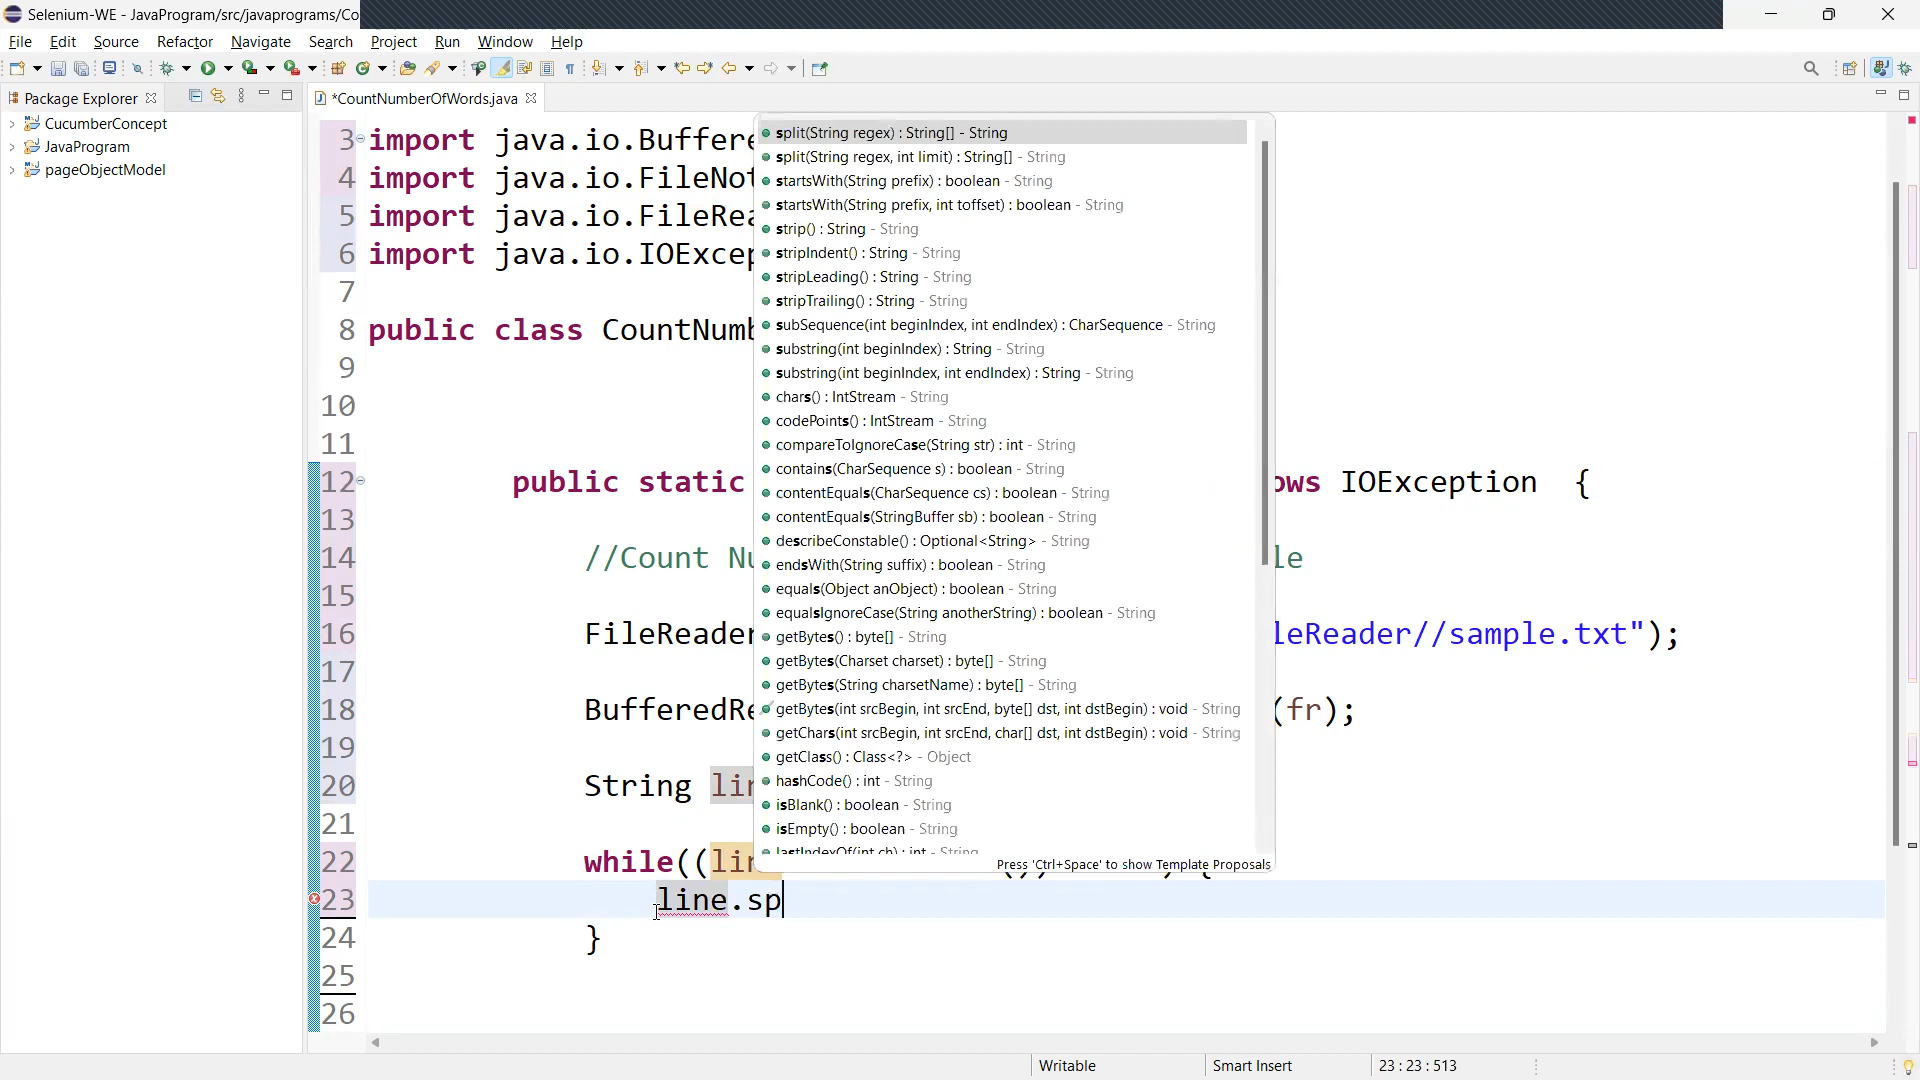 Selenium-WE - JavaProgram/src/javaprograms/Co
File Edit Source Refactor Navigate Search Project Run Window Help
Package Explorer
*CountNumberOfWords.java
CucumberConcept
JavaProgram
pageObjectModel
3 import java.io.Buffere
4 import java.io.FileNot
5 import java.io.FileRea
6 import java.io.IOExcep
7
8 public class CountNumb
9
10
11
12 public static ows IOException {
13
14 //Count Nu le
15
16 FileReader leReader//sample.txt");
17
18 BufferedRe (fr);
19
20 String lin
21
22 while((lin
23 line.sp
24 }
25
26
split(String regex) : String[] - String
split(String regex, int limit) : String[] - String
startsWith(String prefix) : boolean - String
startsWith(String prefix, int toffset) : boolean - String
strip() : String - String
stripIndent() : String - String
stripLeading() : String - String
stripTrailing() : String - String
subSequence(int beginIndex, int endIndex) : CharSequence - String
substring(int beginIndex) : String - String
substring(int beginIndex, int endIndex) : String - String
chars() : IntStream - String
codePoints() : IntStream - String
compareToIgnoreCase(String str) : int - String
contains(CharSequence s) : boolean - String
contentEquals(CharSequence cs) : boolean - String
contentEquals(StringBuffer sb) : boolean - String
describeConstable() : Optional<String> - String
endsWith(String suffix) : boolean - String
equals(Object anObject) : boolean - String
equalsIgnoreCase(String anotherString) : boolean - String
getBytes() : byte[] - String
getBytes(Charset charset) : byte[] - String
getBytes(String charsetName) : byte[] - String
getBytes(int srcBegin, int srcEnd, byte[] dst, int dstBegin) : void - String
getChars(int srcBegin, int srcEnd, char[] dst, int dstBegin) : void - String
getClass() : Class<?> - Object
hashCode() : int - String
isBlank() : boolean - String
isEmpty() : boolean - String
lastIndexOf(int ch) : int - String
Press 'Ctrl+Space' to show Template Proposals
Writable
Smart Insert
23 : 23 : 513